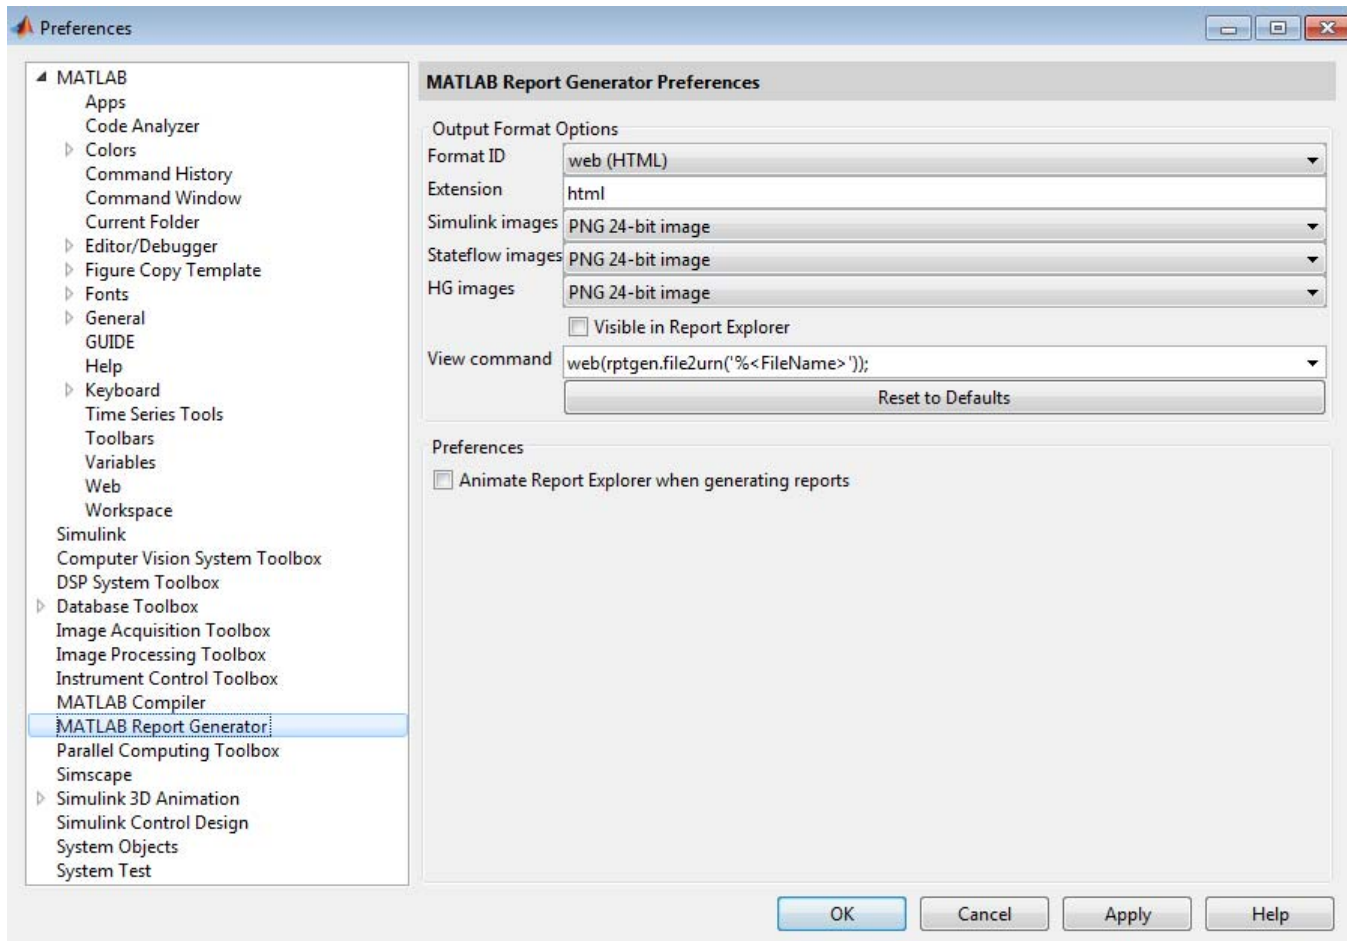 Preferences
MATLAB
Apps
Code Analyzer
Colors
Command History
Command Window
Current Folder
Editor/Debugger
Figure Copy Template
Fonts
General
GUIDE
Help
Keyboard
Time Series Tools
Toolbars
Variables
Web
Workspace
Simulink
Computer Vision System Toolbox
DSP System Toolbox
Database Toolbox
Image Acquisition Toolbox
Image Processing Toolbox
Instrument Control Toolbox
MATLAB Compiler
MATLAB Report Generator
Parallel Computing Toolbox
Simscape
Simulink 3D Animation
Simulink Control Design
System Objects
System Test
MATLAB Report Generator Preferences
Output Format Options
Format ID web (HTML)
Extension html
Simulink images PNG 24-bit image
Stateflow images PNG 24-bit image
HG images PNG 24-bit image
Visible in Report Explorer
View command web(rptgen.file2urn('%<FileName>'));
Reset to Defaults
Preferences
Animate Report Explorer when generating reports
OK Cancel Apply Help